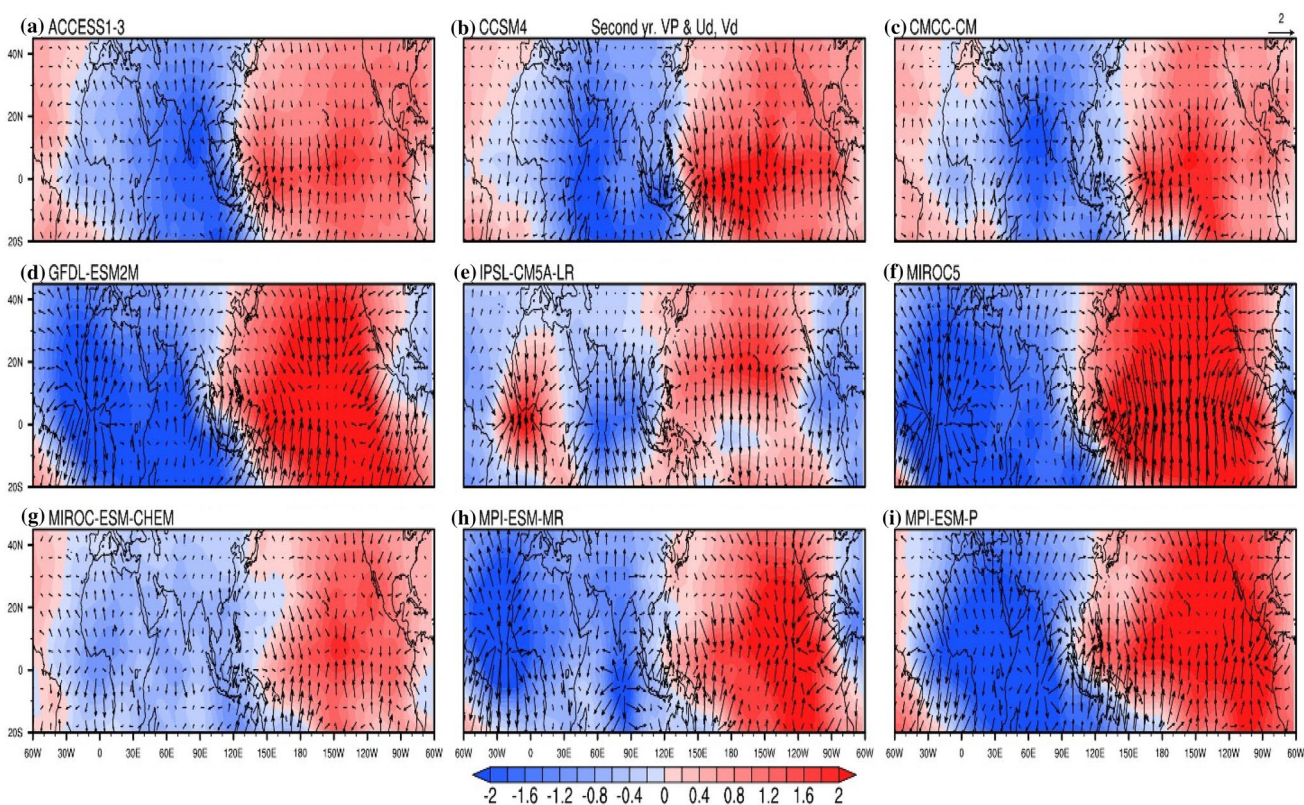 (a) ACCESS1-3
(b) CCSM4 Second yr. VP & Ud, Vd
(c) CMCC-CM 2
40N
20N
0
20S
(d) GFDL-ESM2M
(e) IPSL-CM5A-LR
(f) MIROC5
40N
20N
0
20S
(g) MIROC-ESM-CHEM
(h) MPI-ESM-MR
(i) MPI-ESM-P
40N
20N
0
20S
60W 30W 0 30E 60E 90E 120E 150E 180 150W 120W 90W 60W
60W 30W 0 30E 60E 90E 120E 150E 180 150W 120W 90W 60W
60W 30W 0 30E 60E 90E 120E 150E 180 150W 120W 90W 60W
-2 -1.6 -1.2 -0.8 -0.4 0 0.4 0.8 1.2 1.6 2